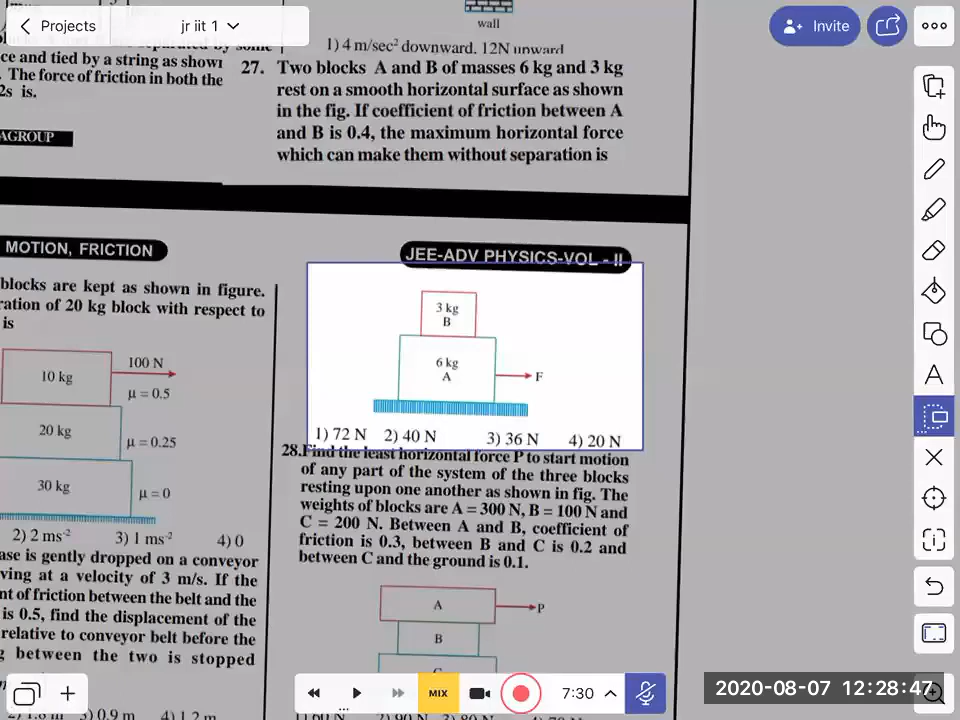 Projects
jr iit 1
Invite
wall
1) 4 m/sec² downward, 12N upward
ce and tied by a string as shown
. The force of friction in both the
2s is.
AGROUP
27. Two blocks A and B of masses 6 kg and 3 kg
rest on a smooth horizontal surface as shown
in the fig. If coefficient of friction between A
and B is 0.4, the maximum horizontal force
which can make them without separation is
MOTION, FRICTION
JEE-ADV PHYSICS-VOL - II
blocks are kept as shown in figure.
ration of 20 kg block with respect to
is
10 kg
100 N
μ = 0.5
20 kg
μ = 0.25
30 kg
μ = 0
2) 2 ms⁻² 3) 1 ms⁻² 4) 0
ase is gently dropped on a conveyor
ving at a velocity of 3 m/s. If the
nt of friction between the belt and the
is 0.5, find the displacement of the
relative to conveyor belt before the
g between the two is stopped
3) 0.9 m 4) 1.2 m
3 kg
B
6 kg
A
F
1) 72 N 2) 40 N 3) 36 N 4) 20 N
28.Find the least horizontal force P to start motion
of any part of the system of the three blocks
resting upon one another as shown in fig. The
weights of blocks are A = 300 N, B = 100 N and
C = 200 N. Between A and B, coefficient of
friction is 0.3, between B and C is 0.2 and
between C and the ground is 0.1.
A
P
B
MIX
7:30
2020-08-07 12:28:47